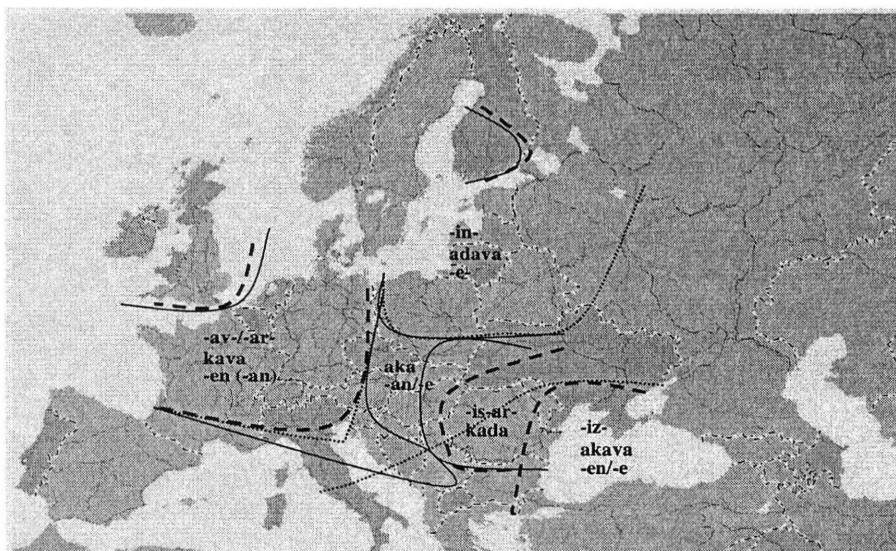 -in-
adava
-e-
-av-/-ar-
kava
-en (-an)
aka
-an/-e
-is-ar-
kada
-iz-
akava
-en/-e